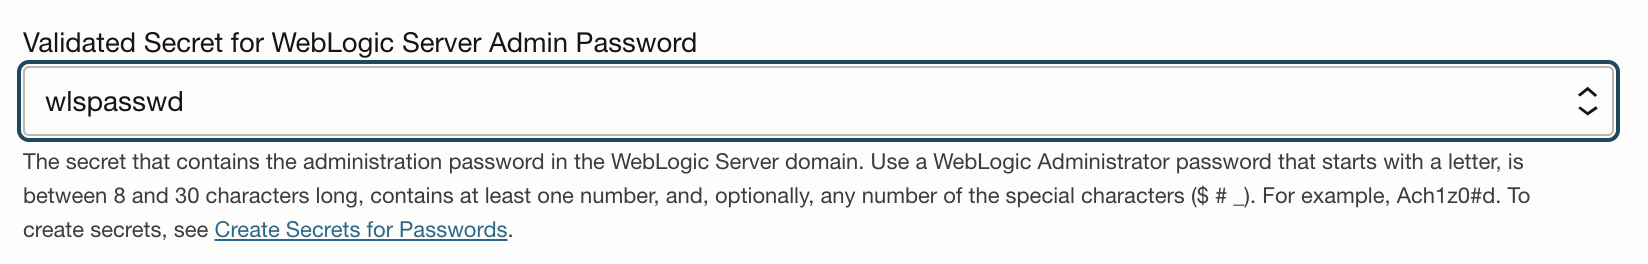 Validated Secret for WebLogic Server Admin Password
wlspasswd
The secret that contains the administration password in the WebLogic Server domain. Use a WebLogic Administrator password that starts with a letter, is
between 8 and 30 characters long, contains at least one number, and, optionally, any number of the special characters ($ # _). For example, Ach1z0#d. To
create secrets, see Create Secrets for Passwords.